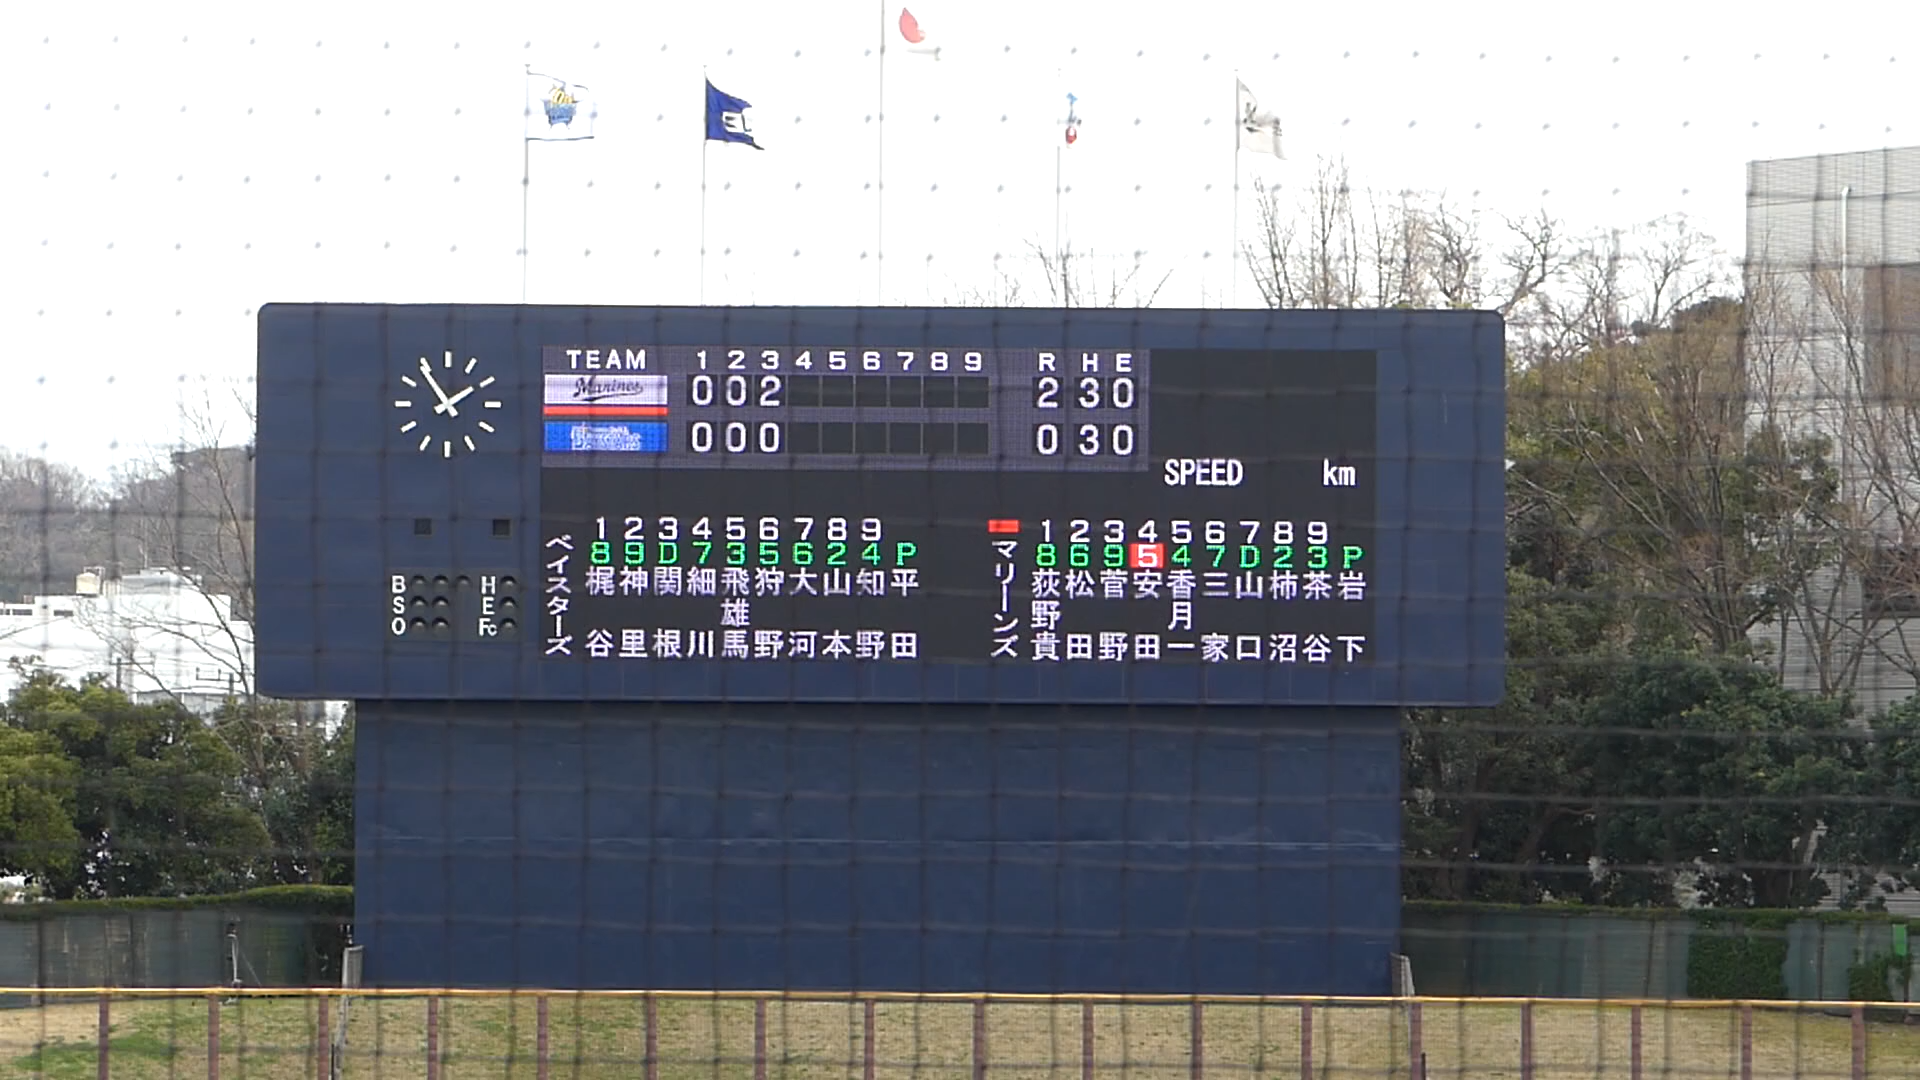 TEAM 1 2 3 4 5 6 7 8 9 R H E
Marines 0 0 2 2 3 0
0 0 0 0 3 0
SPEED km
B H
S E
O Fc
ベイスターズ
1 2 3 4 5 6 7 8 9
8 9 D 7 3 5 6 2 4 P
梶谷
神里
関根
細川
飛雄馬
狩野
大河
山本
知野
平田
マリーンズ
1 2 3 4 5 6 7 8 9
8 6 9 5 4 7 D 2 3 P
荻野貴
松田
菅野
安田
香月一
三家
山口
柿沼
茶谷
岩下